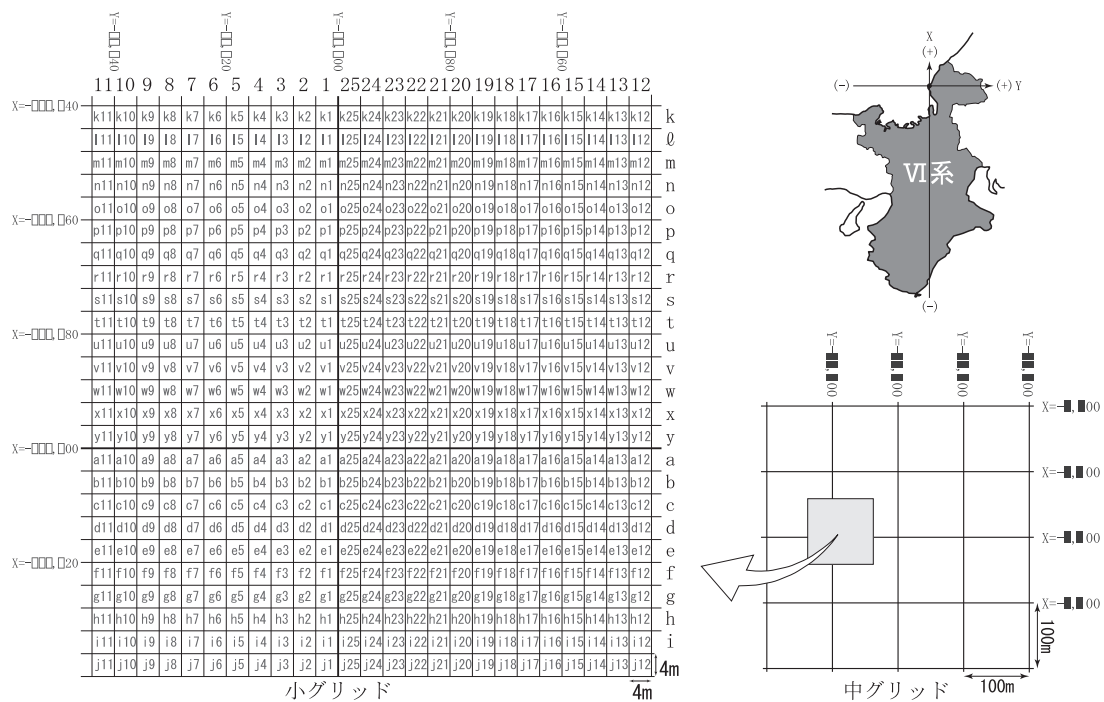 Y=-□□,□40 Y=-□□,□20 Y=-□□,□00 Y=-□□,□80 Y=-□□,□60
11 10 9 8 7 6 5 4 3 2 1 25 24 23 22 21 20 19 18 17 16 15 14 13 12
X=-□□□,□40
k11 k10 k9 k8 k7 k6 k5 k4 k3 k2 k1 k25 k24 k23 k22 k21 k20 k19 k18 k17 k16 k15 k14 k13 k12 k
l11 l10 l9 l8 l7 l6 l5 l4 l3 l2 l1 l25 l24 l23 l22 l21 l20 l19 l18 l17 l16 l15 l14 l13 l12 ℓ
m11 m10 m9 m8 m7 m6 m5 m4 m3 m2 m1 m25 m24 m23 m22 m21 m20 m19 m18 m17 m16 m15 m14 m13 m12 m
n11 n10 n9 n8 n7 n6 n5 n4 n3 n2 n1 n25 n24 n23 n22 n21 n20 n19 n18 n17 n16 n15 n14 n13 n12 n
o11 o10 o9 o8 o7 o6 o5 o4 o3 o2 o1 o25 o24 o23 o22 o21 o20 o19 o18 o17 o16 o15 o14 o13 o12 o
X=-□□□,□60
p11 p10 p9 p8 p7 p6 p5 p4 p3 p2 p1 p25 p24 p23 p22 p21 p20 p19 p18 p17 p16 p15 p14 p13 p12 p
q11 q10 q9 q8 q7 q6 q5 q4 q3 q2 q1 q25 q24 q23 q22 q21 q20 q19 q18 q17 q16 q15 q14 q13 q12 q
r11 r10 r9 r8 r7 r6 r5 r4 r3 r2 r1 r25 r24 r23 r22 r21 r20 r19 r18 r17 r16 r15 r14 r13 r12 r
s11 s10 s9 s8 s7 s6 s5 s4 s3 s2 s1 s25 s24 s23 s22 s21 s20 s19 s18 s17 s16 s15 s14 s13 s12 s
t11 t10 t9 t8 t7 t6 t5 t4 t3 t2 t1 t25 t24 t23 t22 t21 t20 t19 t18 t17 t16 t15 t14 t13 t12 t
X=-□□□,□80
u11 u10 u9 u8 u7 u6 u5 u4 u3 u2 u1 u25 u24 u23 u22 u21 u20 u19 u18 u17 u16 u15 u14 u13 u12 u
v11 v10 v9 v8 v7 v6 v5 v4 v3 v2 v1 v25 v24 v23 v22 v21 v20 v19 v18 v17 v16 v15 v14 v13 v12 v
w11 w10 w9 w8 w7 w6 w5 w4 w3 w2 w1 w25 w24 w23 w22 w21 w20 w19 w18 w17 w16 w15 w14 w13 w12 w
x11 x10 x9 x8 x7 x6 x5 x4 x3 x2 x1 x25 x24 x23 x22 x21 x20 x19 x18 x17 x16 x15 x14 x13 x12 x
y11 y10 y9 y8 y7 y6 y5 y4 y3 y2 y1 y25 y24 y23 y22 y21 y20 y19 y18 y17 y16 y15 y14 y13 y12 y
X=-□□□,□00
a11 a10 a9 a8 a7 a6 a5 a4 a3 a2 a1 a25 a24 a23 a22 a21 a20 a19 a18 a17 a16 a15 a14 a13 a12 a
b11 b10 b9 b8 b7 b6 b5 b4 b3 b2 b1 b25 b24 b23 b22 b21 b20 b19 b18 b17 b16 b15 b14 b13 b12 b
c11 c10 c9 c8 c7 c6 c5 c4 c3 c2 c1 c25 c24 c23 c22 c21 c20 c19 c18 c17 c16 c15 c14 c13 c12 c
d11 d10 d9 d8 d7 d6 d5 d4 d3 d2 d1 d25 d24 d23 d22 d21 d20 d19 d18 d17 d16 d15 d14 d13 d12 d
e11 e10 e9 e8 e7 e6 e5 e4 e3 e2 e1 e25 e24 e23 e22 e21 e20 e19 e18 e17 e16 e15 e14 e13 e12 e
X=-□□□,□20
f11 f10 f9 f8 f7 f6 f5 f4 f3 f2 f1 f25 f24 f23 f22 f21 f20 f19 f18 f17 f16 f15 f14 f13 f12 f
g11 g10 g9 g8 g7 g6 g5 g4 g3 g2 g1 g25 g24 g23 g22 g21 g20 g19 g18 g17 g16 g15 g14 g13 g12 g
h11 h10 h9 h8 h7 h6 h5 h4 h3 h2 h1 h25 h24 h23 h22 h21 h20 h19 h18 h17 h16 h15 h14 h13 h12 h
i11 i10 i9 i8 i7 i6 i5 i4 i3 i2 i1 i25 i24 i23 i22 i21 i20 i19 i18 i17 i16 i15 i14 i13 i12 i
j11 j10 j9 j8 j7 j6 j5 j4 j3 j2 j1 j25 j24 j23 j22 j21 j20 j19 j18 j17 j16 j15 j14 j13 j12 j
4m
4m
小グリッド
X
(+)
(-) (+) Y
Ⅵ系
(-)
Y=-■■,■00 Y=-■■,■00 Y=-■■,■00 Y=-■■,■00
X=-■,■00
X=-■,■00
X=-■,■00
X=-■,■00
100m
100m
中グリッド